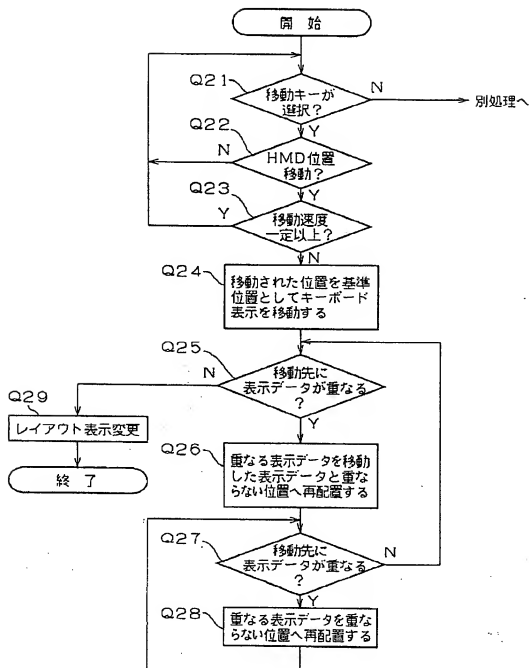 開 始
Q21
移動キーが
選択?
N
別処理へ
Y
Q22
HMD位置
移動?
N
Y
Q23
移動速度
一定以上?
Y
N
Q24
移動された位置を基準
位置としてキーボード
表示を移動する
Q25
移動先に
表示データが重なる
?
N
Y
Q29
レイアウト表示変更
終 了
Q26
重なる表示データを移動
した表示データと重な
らない位置へ再配置する
Q27
移動先に
表示データが重なる
?
N
Y
Q28
重なる表示データを重な
らない位置へ再配置する